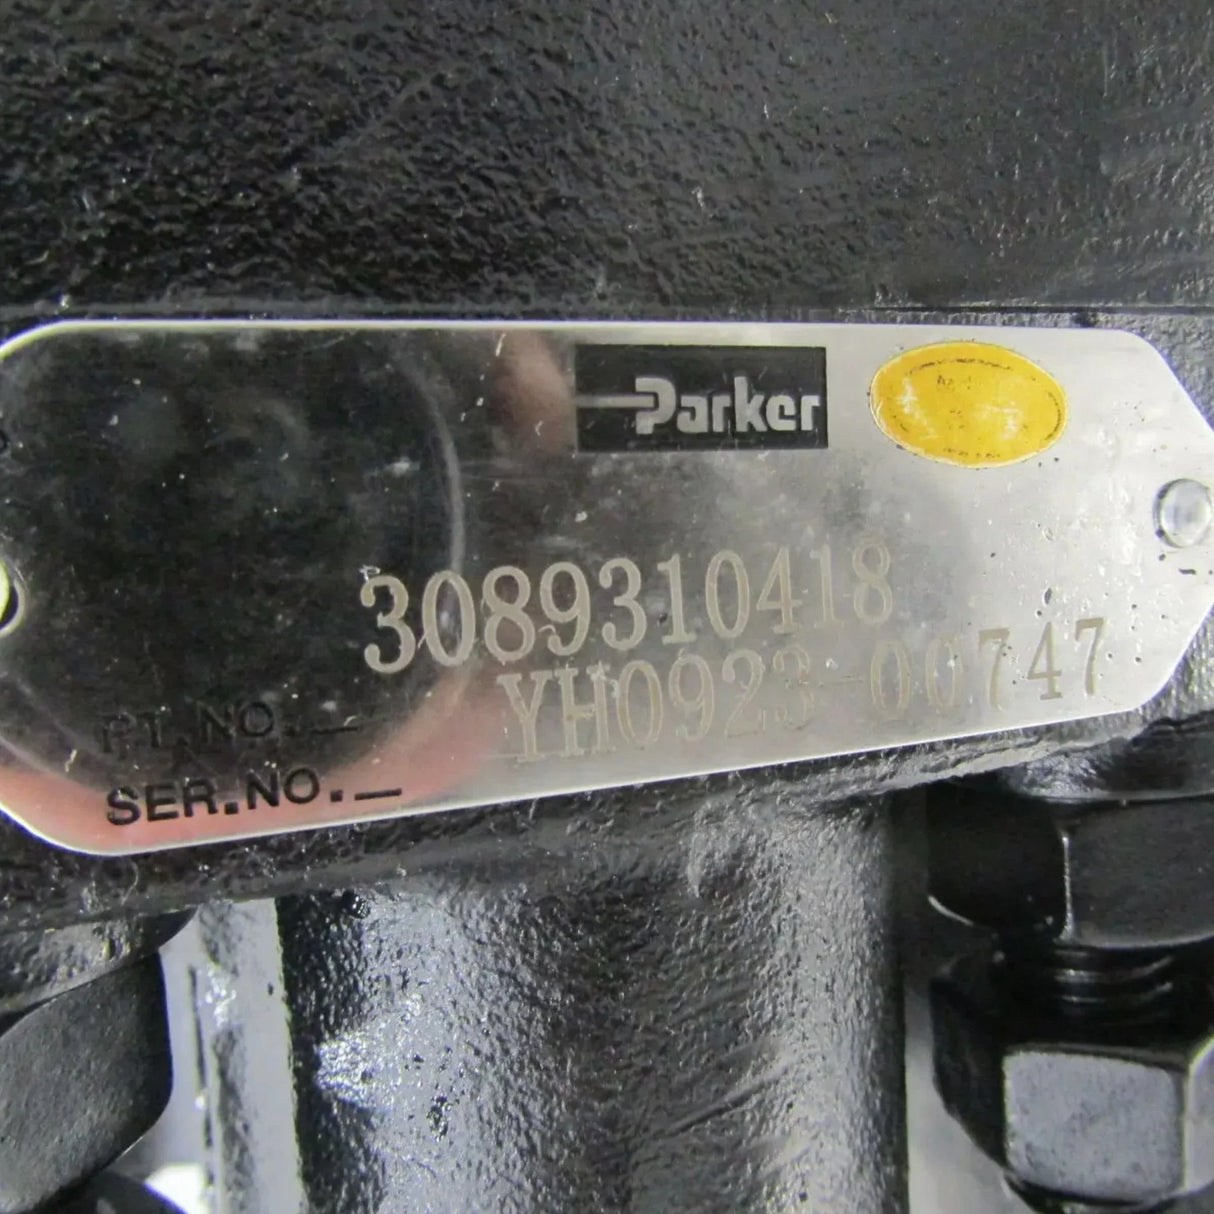 Parker
3089310418
YH0923-00747
PT.NO._
SER.NO._